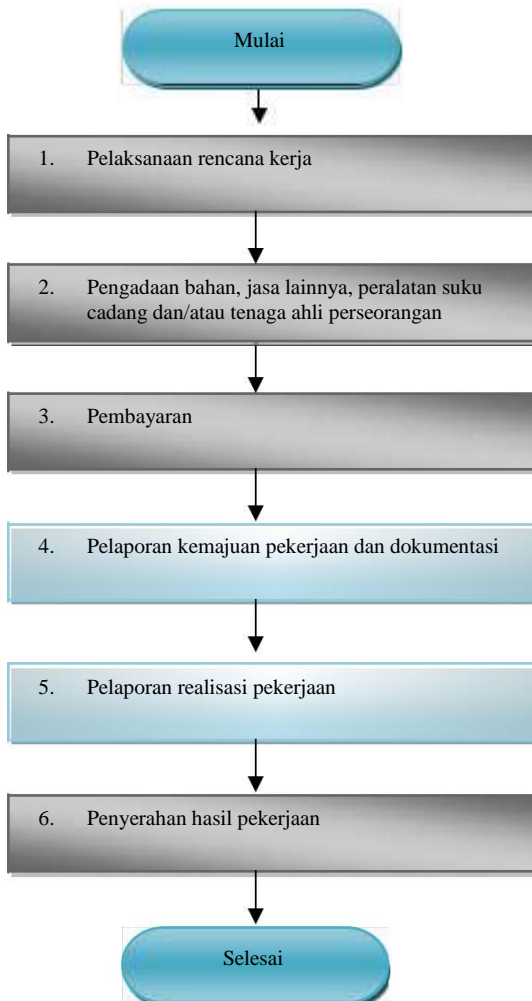 Mulai
1. Pelaksanaan rencana kerja
2. Pengadaan bahan, jasa lainnya, peralatan suku
cadang dan/atau tenaga ahli perseorangan
3. Pembayaran
4. Pelaporan kemajuan pekerjaan dan dokumentasi
5. Pelaporan realisasi pekerjaan
6. Penyerahan hasil pekerjaan
Selesai